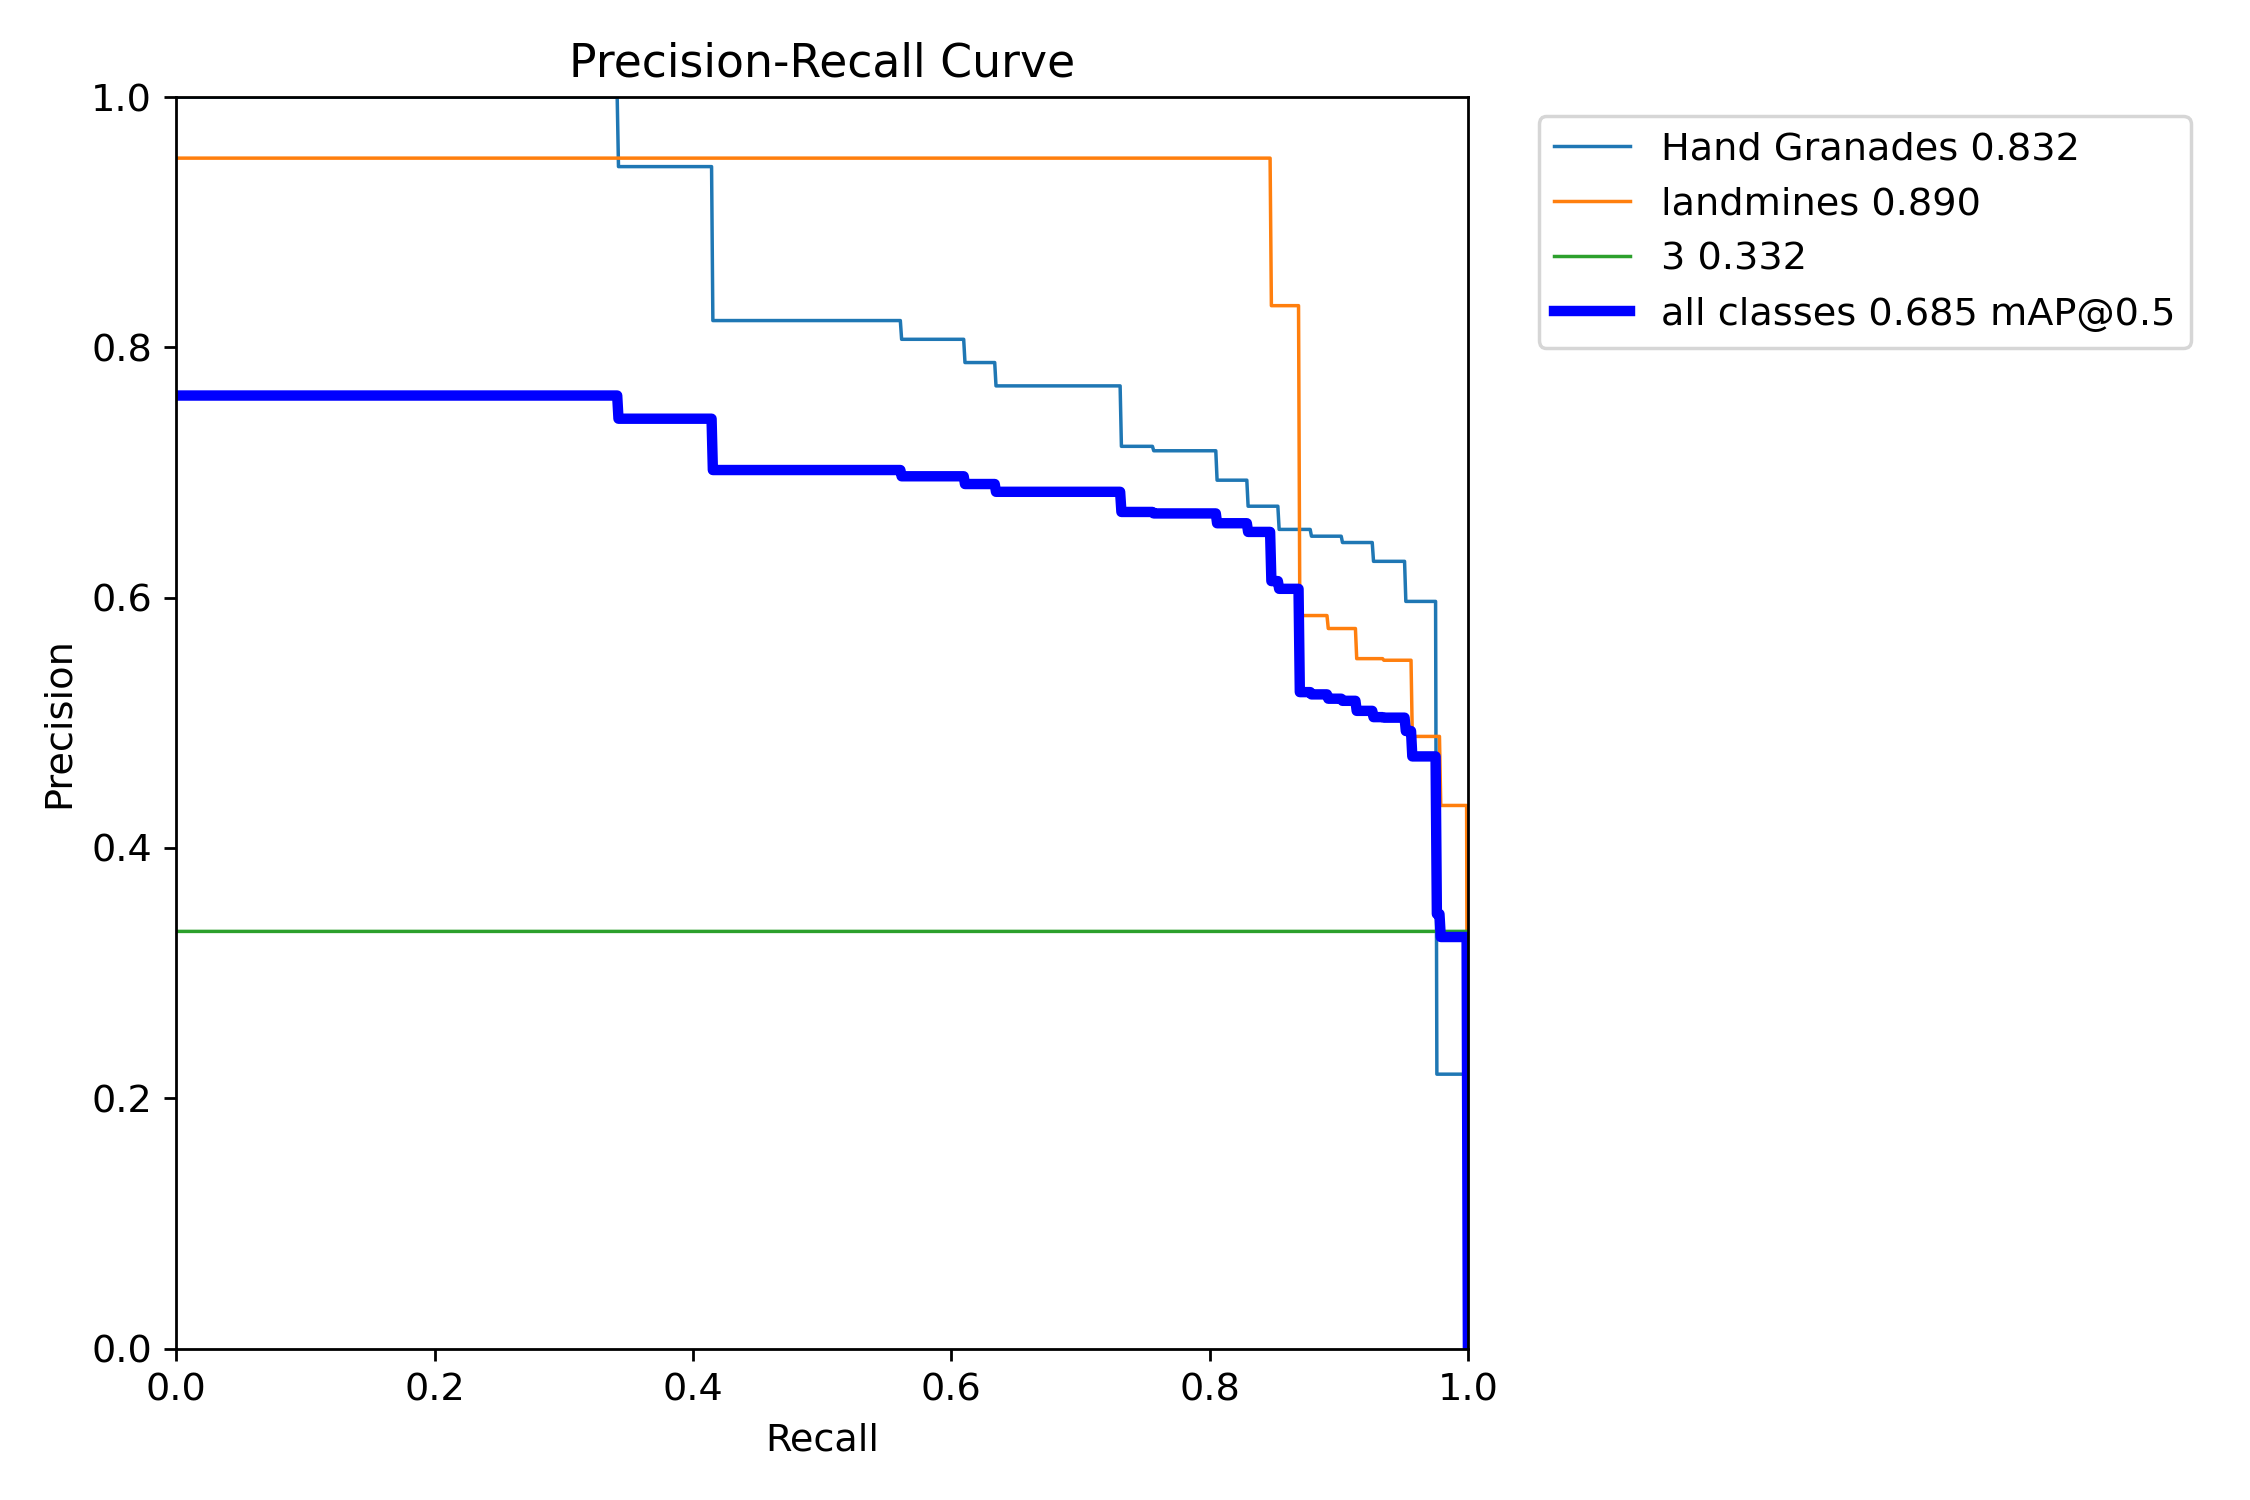 Precision-Recall Curve
1.0
0.8
0.6
0.4
0.2
0.0
Precision
0.0 0.2 0.4 0.6 0.8 1.0
Recall
Hand Granades 0.832
landmines 0.890
3 0.332
all classes 0.685 mAP@0.5